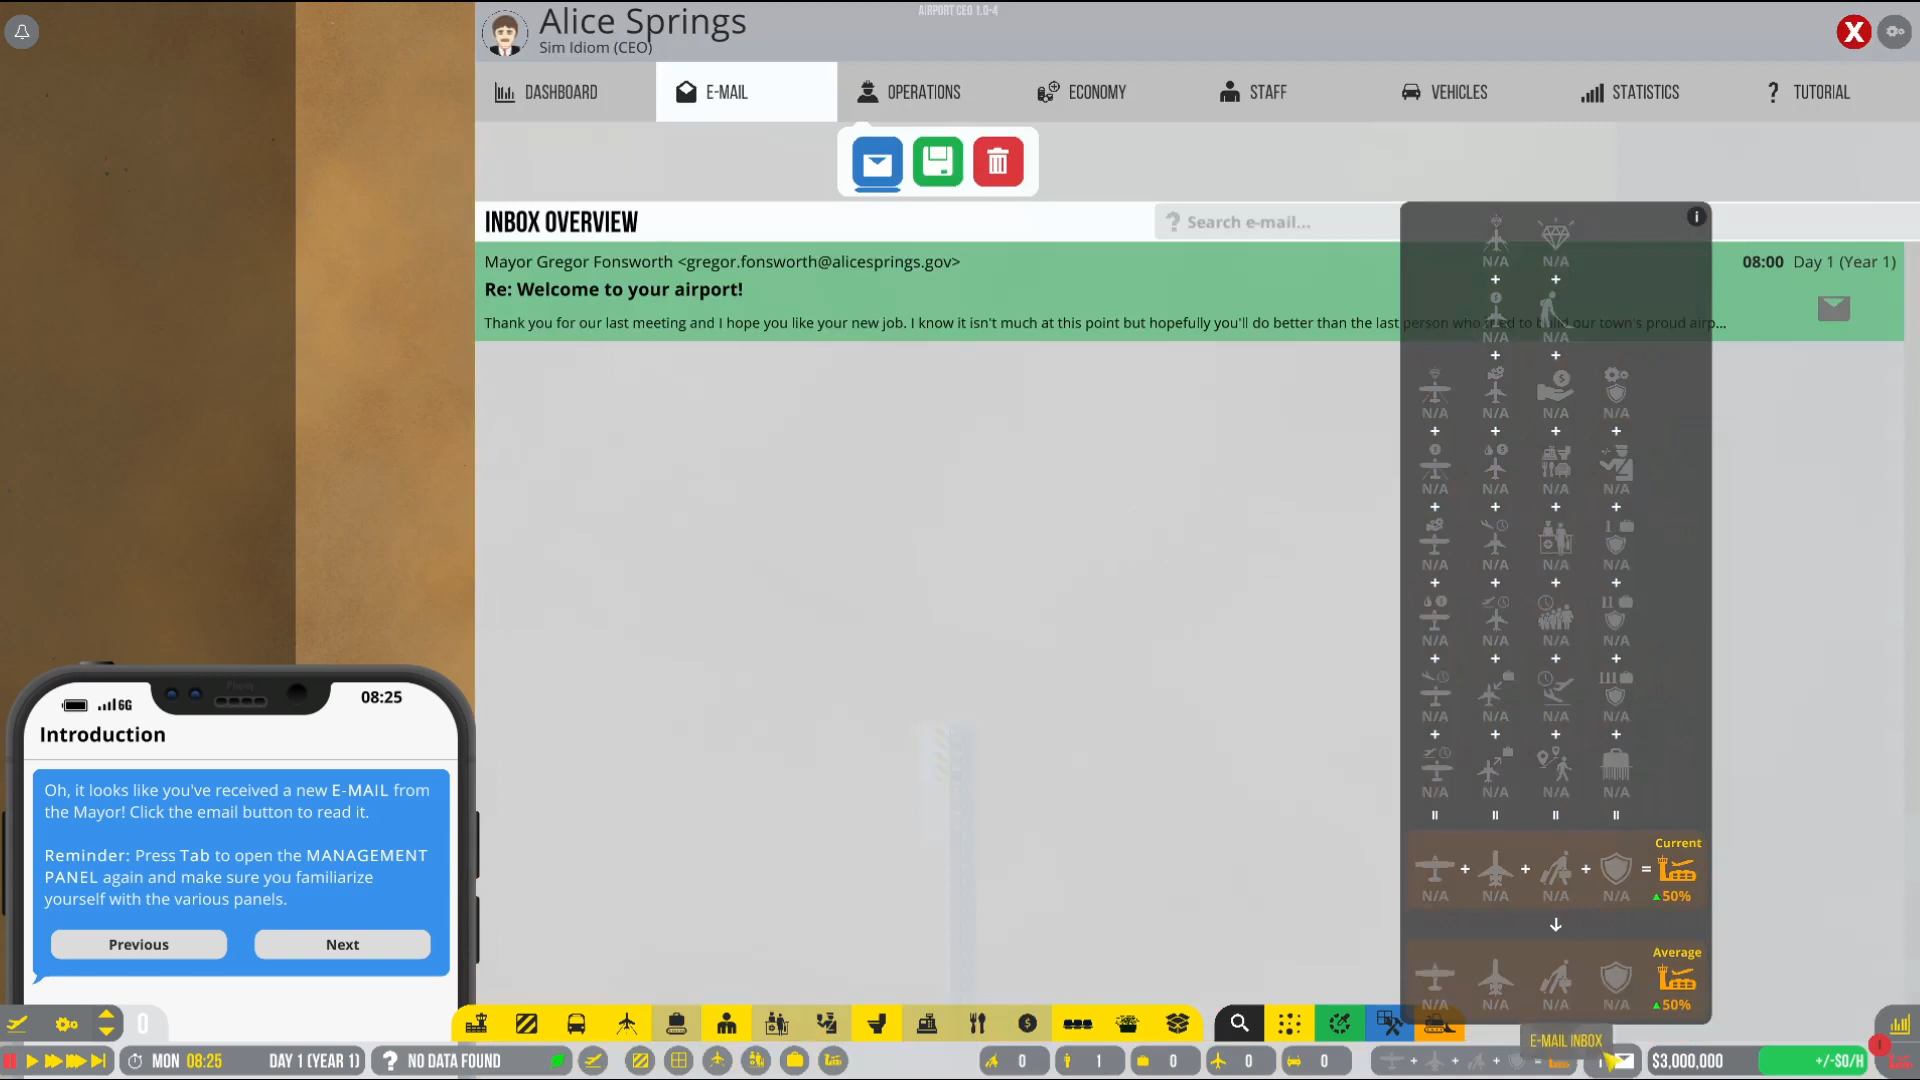 AIRPORT CEO 1.0-4
Alice Springs
Sim Idiom (CEO)
X
DASHBOARD
E-MAIL
OPERATIONS
ECONOMY
STAFF
VEHICLES
STATISTICS
? TUTORIAL
INBOX OVERVIEW
? Search e-mail...
i
Mayor Gregor Fonsworth <gregor.fonsworth@alicesprings.gov>
08:00 Day 1 (Year 1)
Re: Welcome to your airport!
Thank you for our last meeting and I hope you like your new job. I know it isn't much at this point but hopefully you'll do better than the last person who tried to build our town's proud airp...
N/A N/A
+ +
N/A N/A
+ +
N/A N/A N/A N/A
+ + + +
N/A N/A N/A N/A
+ + + +
N/A N/A N/A N/A
+ + + +
N/A N/A N/A N/A
+ + + +
N/A N/A N/A N/A
+ + + +
N/A N/A N/A N/A
Current
+ + + =
N/A N/A N/A N/A 50%
Average
N/A N/A N/A N/A 50%
6G
08:25
Introduction
Oh, it looks like you've received a new E-MAIL from
the Mayor! Click the email button to read it.
Reminder: Press Tab to open the MANAGEMENT
PANEL again and make sure you familiarize
yourself with the various panels.
Previous
Next
0
E-MAIL INBOX
MON 08:25
DAY 1 (YEAR 1)
? NO DATA FOUND
0
1
0
0
0
$3,000,000
+/-$0/H
!